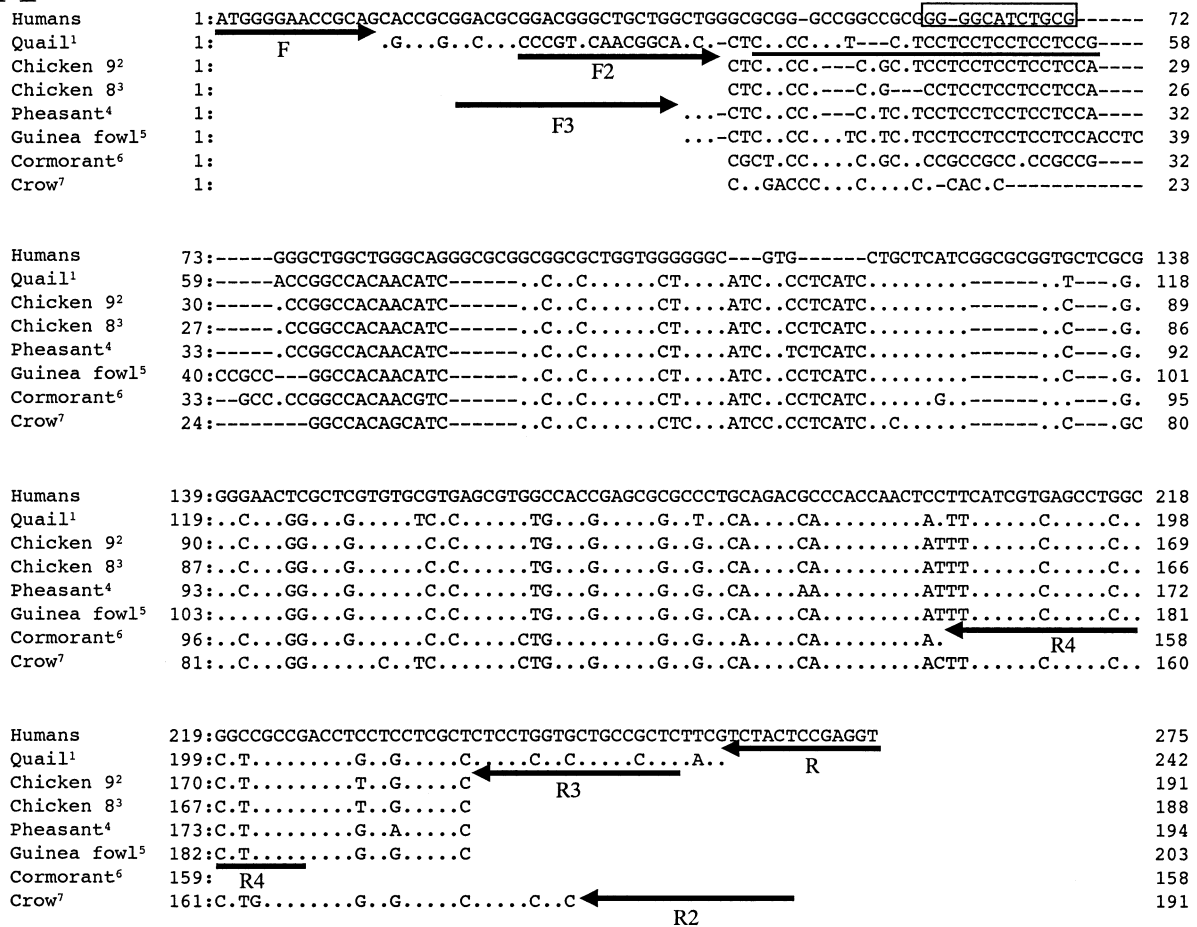 Humans 1:ATGGGGAACCGCAGCACCGCGGACGCGGACGGGCTGCTGGCTGGGCGCGG-GCCGGCCGCGGG-GGCATCTGCG------ 72
Quail¹ 1: .G...G..C...CCCGT.CAACGGCA.C.-CTC..CC...T---C.TCCTCCTCCTCCTCCG---- 58
F
Chicken 9² 1: CTC..CC.---C.GC.TCCTCCTCCTCCTCCA---- 29
F2
Chicken 8³ 1: CTC..CC.---C.G---CCTCCTCCTCCTCCA---- 26
Pheasant⁴ 1: ...-CTC..CC.---C.TC.TCCTCCTCCTCCTCCA---- 32
F3
Guinea fowl⁵ 1: ...-CTC..CC...TC.TC.TCCTCCTCCTCCTCCACCTC 39
Cormorant⁶ 1: CGCT.CC....C.GC..CCGCCGCC.CCGCCG---- 32
Crow⁷ 1: C..GACCC...C....C.-CAC.C------------ 23
Humans 73:-----GGGCTGGCTGGGCAGGGCGCGGCGGCGCTGGTGGGGGGC---GTG------CTGCTCATCGGCGCGGTGCTCGCG 138
Quail¹ 59:-----ACCGGCCACAACATC------..C..C......CT....ATC..CCTCATC.........------..T---.G. 118
Chicken 9² 30:-----.CCGGCCACAACATC------..C..C......CT....ATC..CCTCATC.........------..C---.G. 89
Chicken 8³ 27:-----.CCGGCCACAACATC------..C..C......CT....ATC..CCTCATC.........------..C---.G. 86
Pheasant⁴ 33:-----.CCGGCCACAACATC------..C..C......CT....ATC..TCTCATC.........------..C---.G. 92
Guinea fowl⁵ 40:CCGCC---GGCCACAACATC------..C..C......CT....ATC..CCTCATC.........------..C---.G. 101
Cormorant⁶ 33:--GCC.CCGGCCACAACGTC------..C..C......CT....ATC..CCTCATC......G..------...---.G. 95
Crow⁷ 24:--------GGCCACAGCATC------..C..C......CTC...ATCC.CCTCATC..C......------..C---.GC 80
Humans 139:GGGAACTCGCTCGTGTGCGTGAGCGTGGCCACCGAGCGCGCCCTGCAGACGCCCACCAACTCCTTCATCGTGAGCCTGGC 218
Quail¹ 119:..C...GG...G.....TC.C......TG...G.....G..T..CA....CA.........A.TT......C.....C.. 198
Chicken 9² 90:..C...GG...G......C.C......TG...G.....G..G..CA....CA.........ATTT......C.....C.. 169
Chicken 8³ 87:..C...GG...G......C.C......TG...G.....G..G..CA....CA.........ATTT......C.....C.. 166
Pheasant⁴ 93:..C...GG...G......C.C......TG...G.....G..G..CA....AA.........ATTT......C.....C.. 172
Guinea fowl⁵ 103:......GG...G......C.C......TG...G.....G..G..CA....CA.........ATTT......C.....C.. 181
Cormorant⁶ 96:..C...GG...G......C.C.....CTG...G.....G..G...A....CA.........A. 158
R4
Crow⁷ 81:..C...GG......C..TC.......CTG...G.....G..G..CA....CA.........ACTT......C.....C.. 160
Humans 219:GGCCGCCGACCTCCTCCTCGCTCTCCTGGTGCTGCCGCTCTTCGTCTACTCCGAGGT 275
Quail¹ 199:C.T.........G..G.....C.....C..C.....C....A.. 242
R
Chicken 9² 170:C.T.........T..G.....C 191
R3
Chicken 8³ 167:C.T.........T..G.....C 188
Pheasant⁴ 173:C.T.........G..A.....C 194
Guinea fowl⁵ 182:C.T.........G..G.....C 203
Cormorant⁶ 159: 158
R4
Crow⁷ 161:C.TG........G..G.....C.....C..C 191
R2